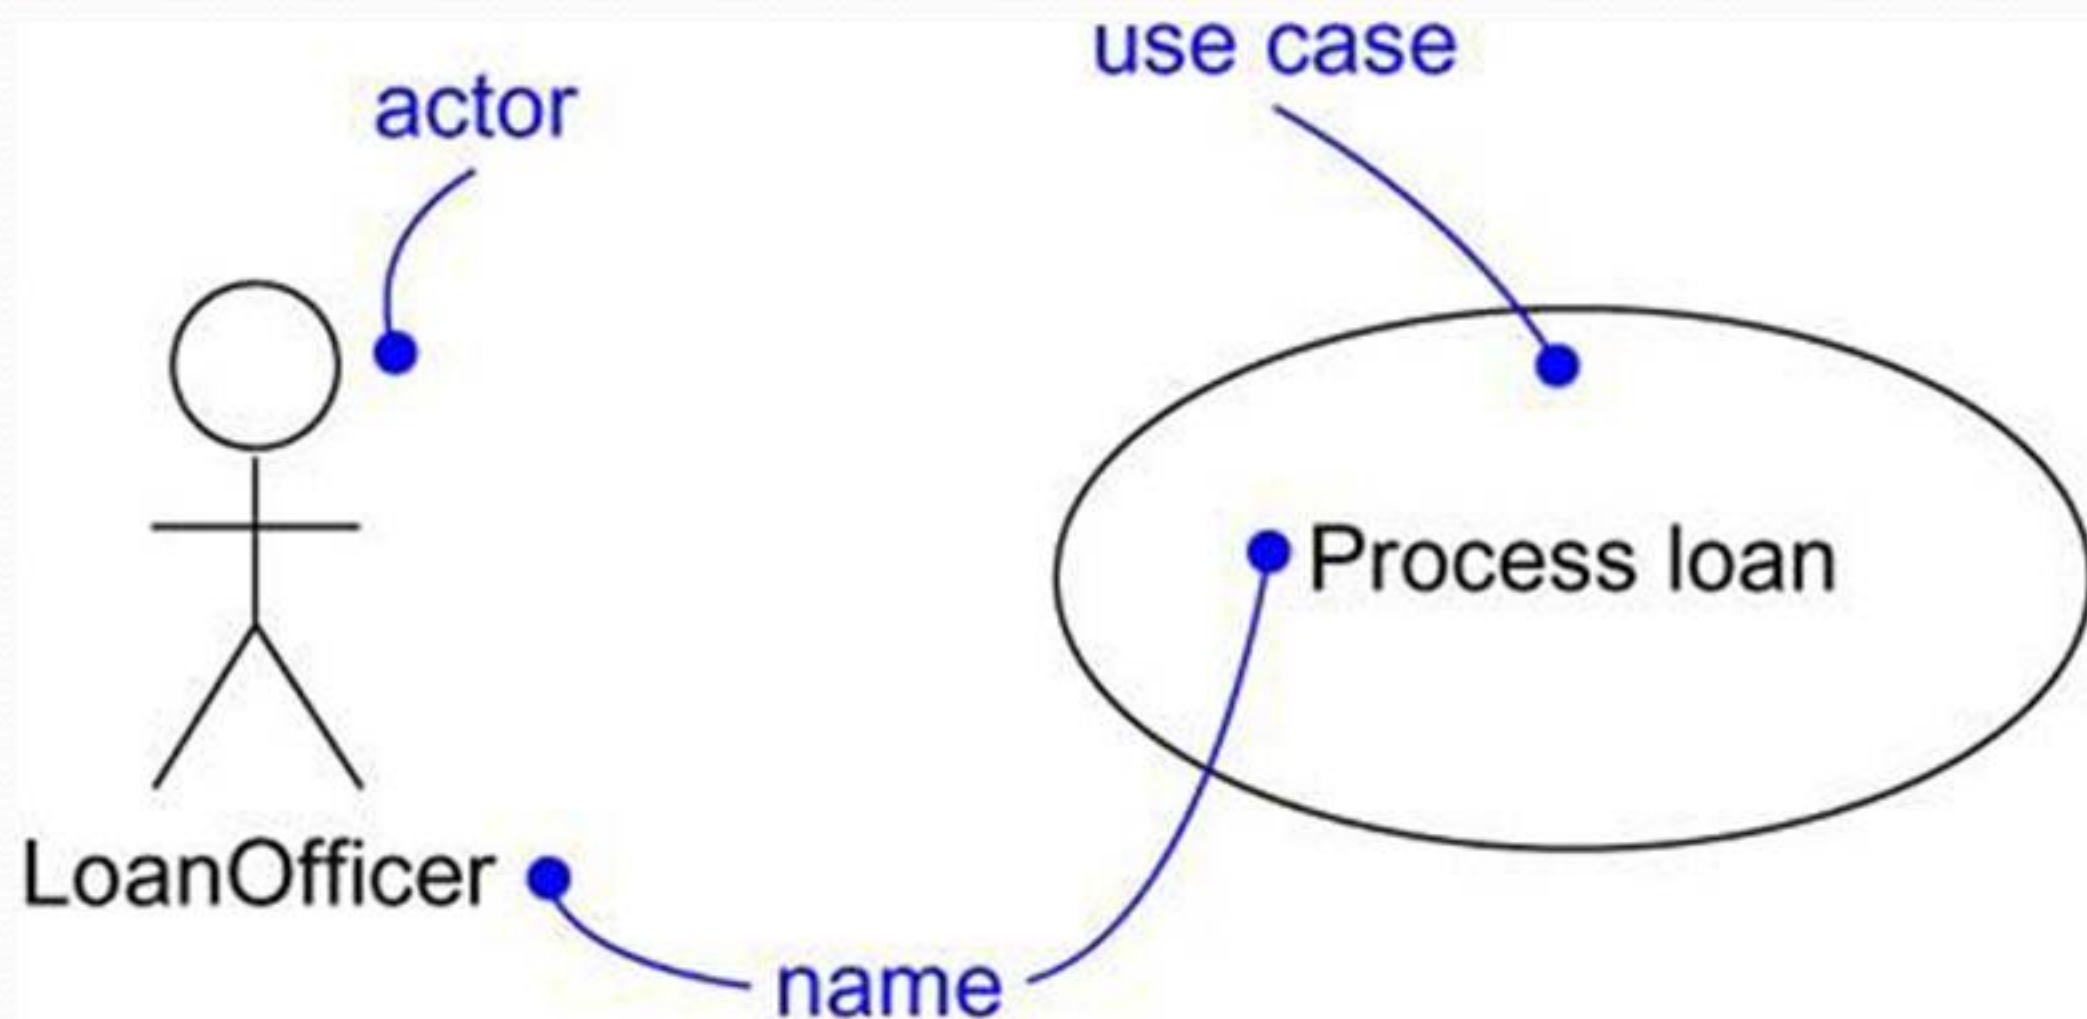 use case
actor
Process loan
LoanOfficer
name